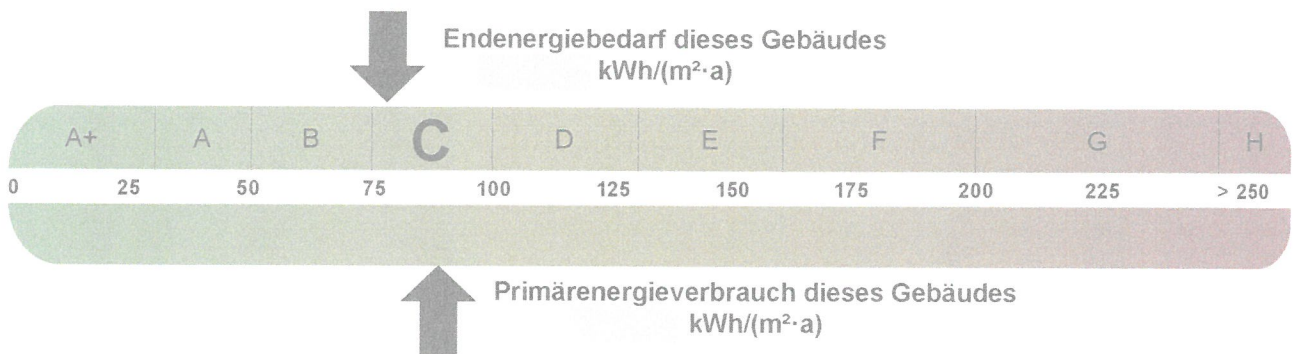 Endenergiebedarf dieses Gebäudes
kWh/(m²·a)
A+ A B C D E F G H
0 25 50 75 100 125 150 175 200 225 > 250
Primärenergieverbrauch dieses Gebäudes
kWh/(m²·a)